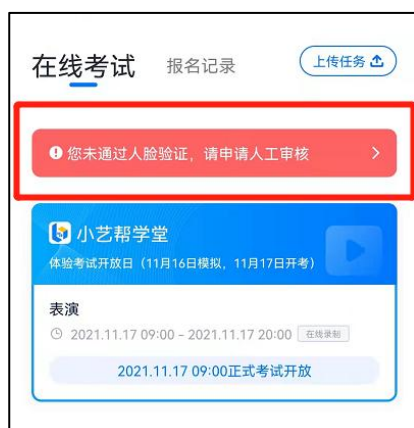 在线考试 报名记录 上传任务
您未通过人脸验证，请申请人工审核
小艺帮学堂
体验考试开放日（11月16日模拟，11月17日开考）
表演
2021.11.17 09:00 - 2021.11.17 20:00 在线录制
2021.11.17 09:00正式考试开放